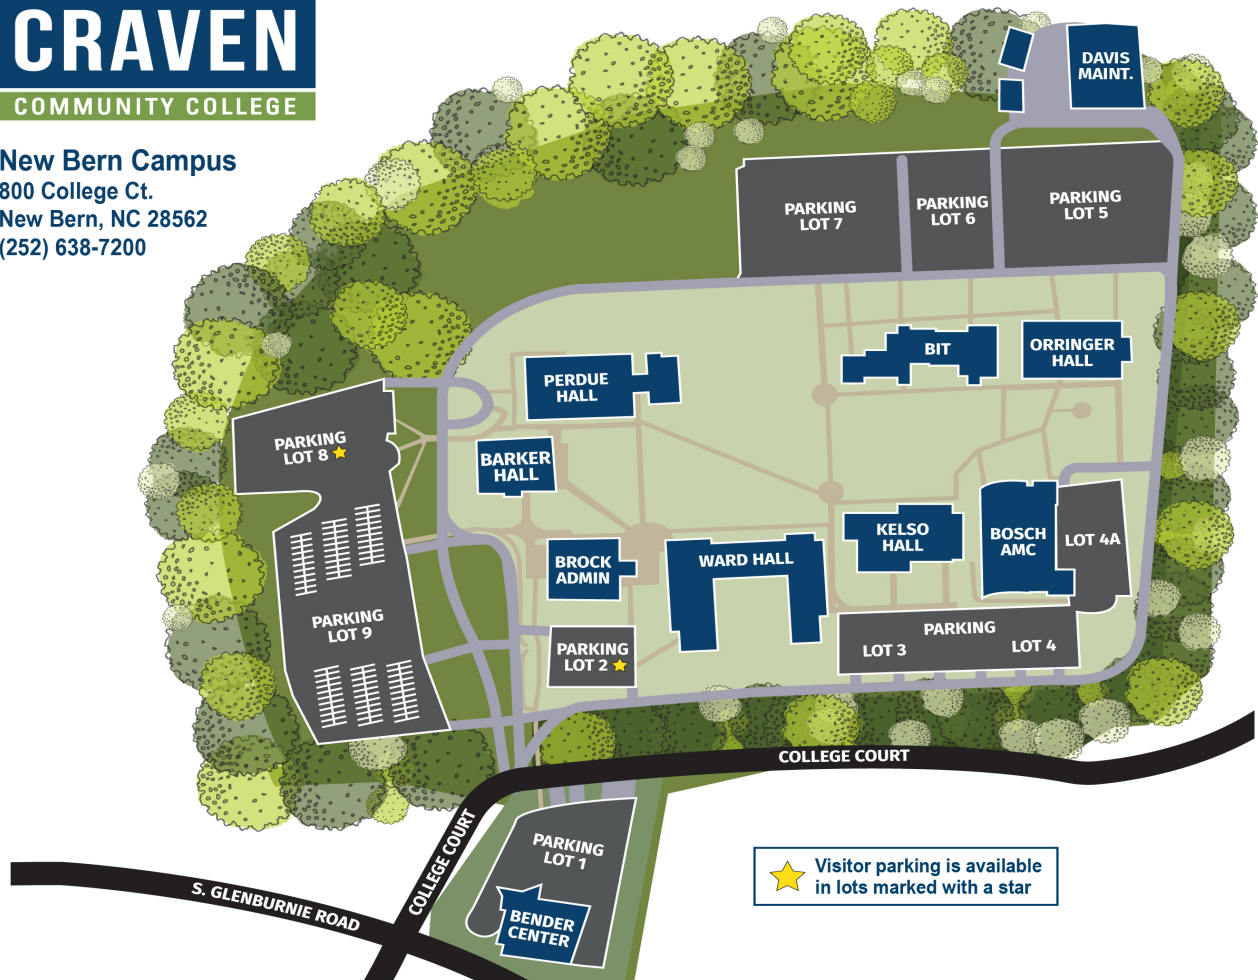 CRAVEN
COMMUNITY COLLEGE
New Bern Campus
800 College Ct.
New Bern, NC 28562
(252) 638-7200
DAVIS
MAINT.
PARKING
LOT 7
PARKING
LOT 6
PARKING
LOT 5
BIT
ORRINGER
HALL
PERDUE
HALL
PARKING
LOT 8
BARKER
HALL
KELSO
HALL
BOSCH
AMC
LOT 4A
BROCK
ADMIN
WARD HALL
PARKING
LOT 9
PARKING
LOT 2
PARKING
LOT 3
LOT 4
COLLEGE COURT
COLLEGE COURT
PARKING
LOT 1
S. GLENBURNIE ROAD
BENDER
CENTER
Visitor parking is available
in lots marked with a star